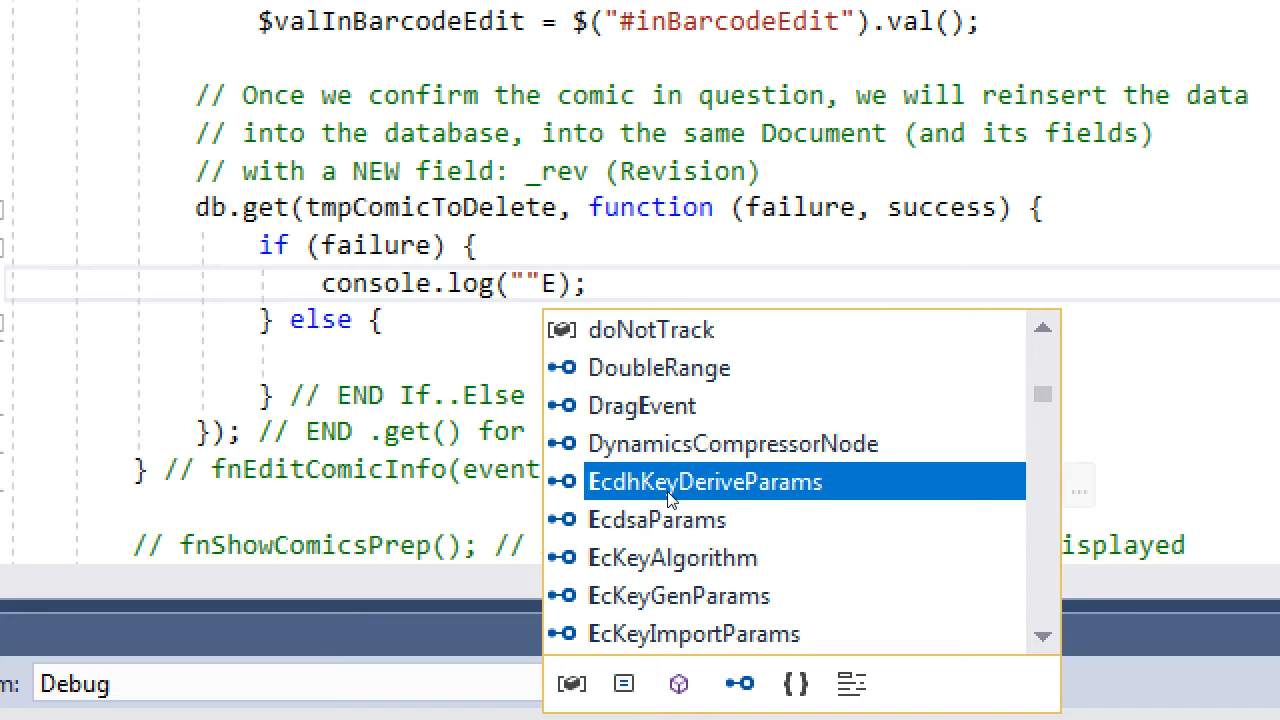 $valInBarcodeEdit = $("#inBarcodeEdit").val();
// Once we confirm the comic in question, we will reinsert the data
// into the database, into the same Document (and its fields)
// with a NEW field: _rev (Revision)
db.get(tmpComicToDelete, function (failure, success) {
if (failure) {
console.log(""E);
} else {
} // END If..Else
}); // END .get() for
} // fnEditComicInfo(event
// fnShowComicsPrep(); //
isplayed
doNotTrack
DoubleRange
DragEvent
DynamicsCompressorNode
EcdhKeyDeriveParams
EcdsaParams
EcKeyAlgorithm
EcKeyGenParams
EcKeyImportParams
...
m: Debug